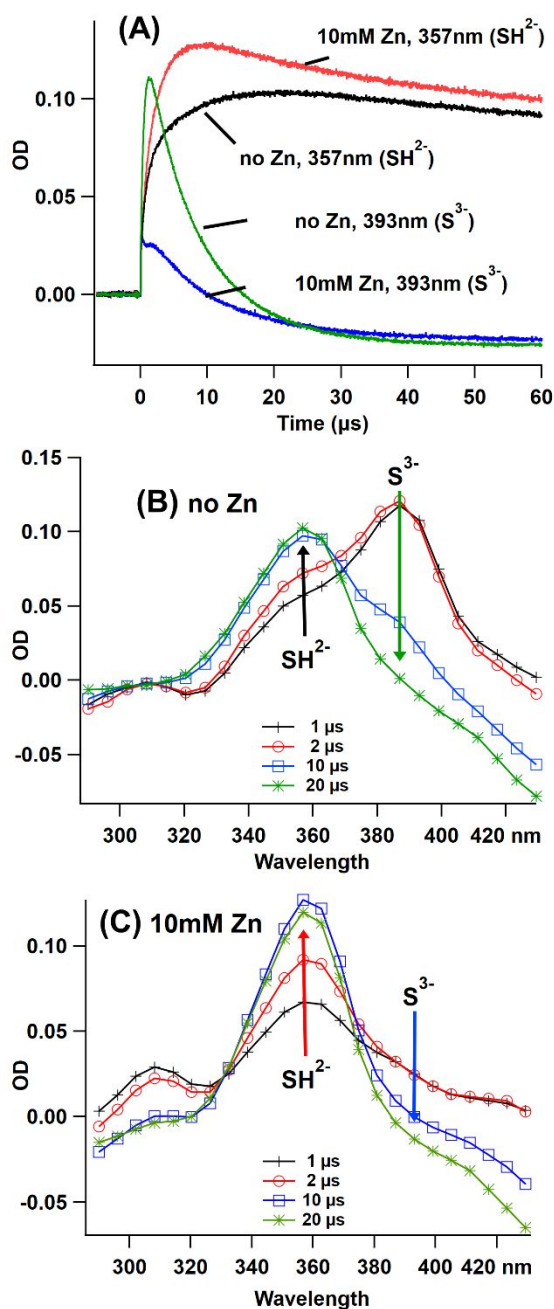 (A)
10mM Zn, 357nm (SH²⁻)
no Zn, 357nm (SH²⁻)
no Zn, 393nm (S³⁻)
10mM Zn, 393nm (S³⁻)
OD
0.10
0.05
0.00
0 10 20 30 40 50 60
Time (µs)
(B) no Zn
S³⁻
SH²⁻
OD
0.15
0.10
0.05
0.00
-0.05
1 µs
2 µs
10 µs
20 µs
300 320 340 360 380 400 420 nm
Wavelength
(C) 10mM Zn
S³⁻
SH²⁻
OD
0.10
0.05
0.00
-0.05
1 µs
2 µs
10 µs
20 µs
300 320 340 360 380 400 420 nm
Wavelength